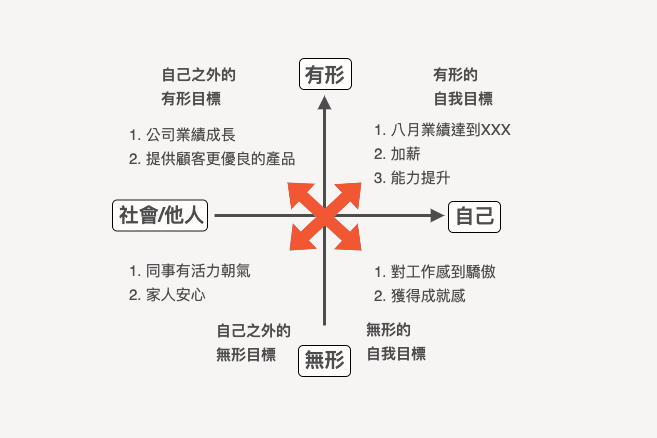 有形
自己之外的
有形目標
1. 公司業績成長
2. 提供顧客更優良的產品
有形的
自我目標
1. 八月業績達到XXX
2. 加薪
3. 能力提升
社會/他人
自己
1. 同事有活力朝氣
2. 家人安心
自己之外的
無形目標
1. 對工作感到驕傲
2. 獲得成就感
無形的
自我目標
無形